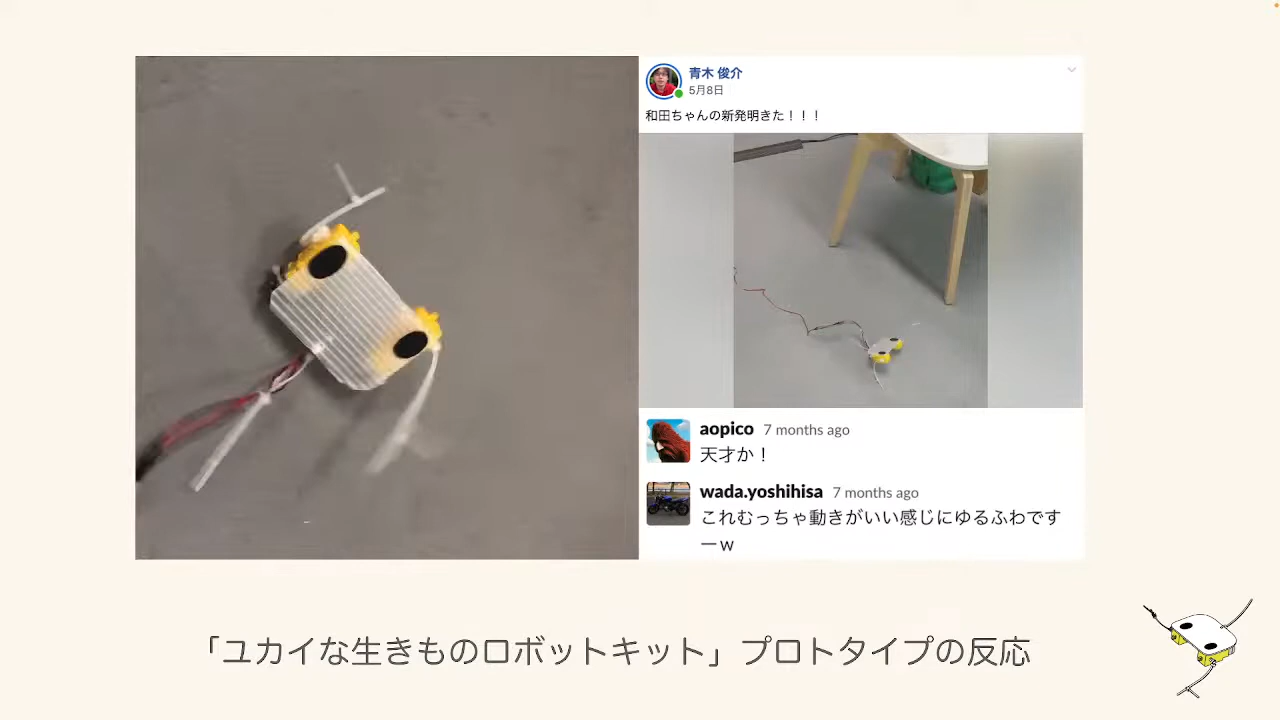 青木 俊介
5月8日
和田ちゃんの新発明きた！！！
aopico 7 months ago
天才か！
wada.yoshihisa 7 months ago
これむっちゃ動きがいい感じにゆるふわです
ーｗ
「ユカイな生きものロボットキット」プロトタイプの反応